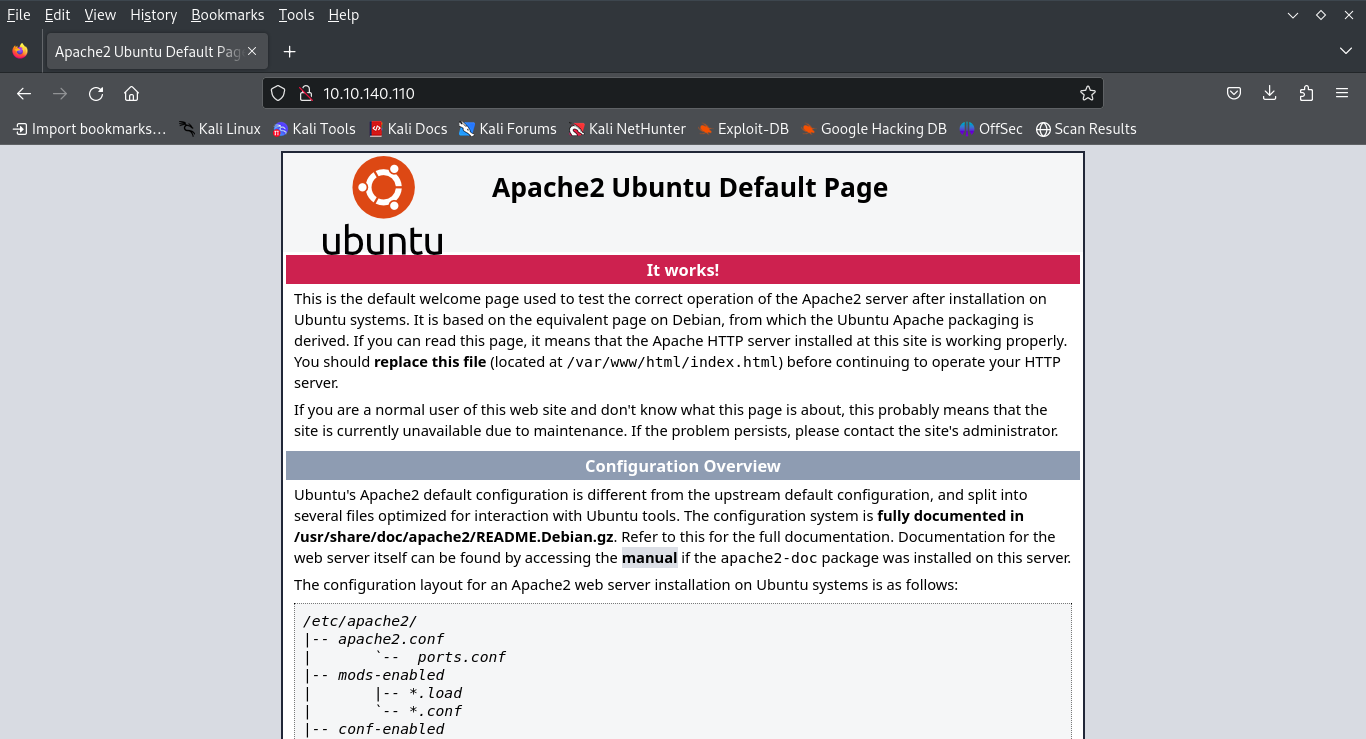 File Edit View History Bookmarks Tools Help
Apache2 Ubuntu Default Pag
10.10.140.110
Import bookmarks… Kali Linux Kali Tools Kali Docs Kali Forums Kali NetHunter Exploit-DB Google Hacking DB OffSec Scan Results
ubuntu
Apache2 Ubuntu Default Page
It works!
This is the default welcome page used to test the correct operation of the Apache2 server after installation on
Ubuntu systems. It is based on the equivalent page on Debian, from which the Ubuntu Apache packaging is
derived. If you can read this page, it means that the Apache HTTP server installed at this site is working properly.
You should replace this file (located at /var/www/html/index.html) before continuing to operate your HTTP
server.
If you are a normal user of this web site and don't know what this page is about, this probably means that the
site is currently unavailable due to maintenance. If the problem persists, please contact the site's administrator.
Configuration Overview
Ubuntu's Apache2 default configuration is different from the upstream default configuration, and split into
several files optimized for interaction with Ubuntu tools. The configuration system is fully documented in
/usr/share/doc/apache2/README.Debian.gz. Refer to this for the full documentation. Documentation for the
web server itself can be found by accessing the manual if the apache2-doc package was installed on this server.
The configuration layout for an Apache2 web server installation on Ubuntu systems is as follows:
/etc/apache2/
|-- apache2.conf
|       `--  ports.conf
|-- mods-enabled
|       |-- *.load
|       `-- *.conf
|-- conf-enabled